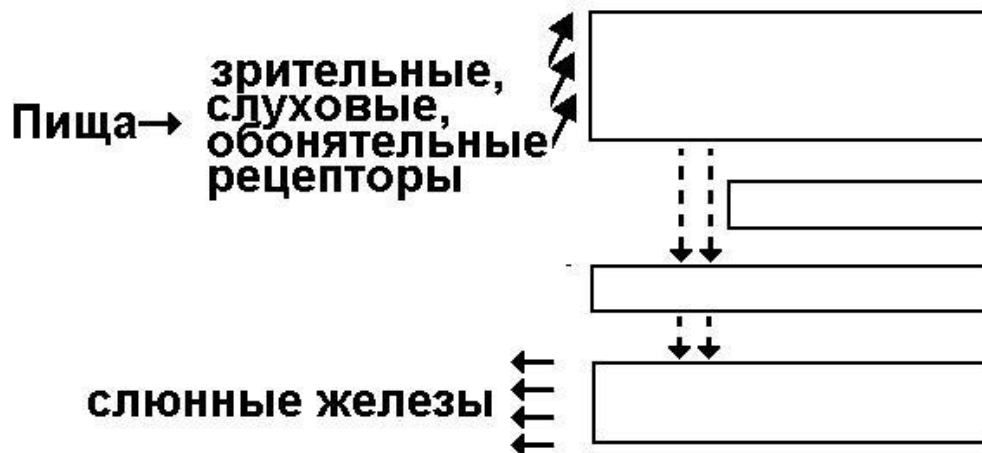 зрительные,
слуховые,
Пища
обонятельные
рецепторы
слюнные железы